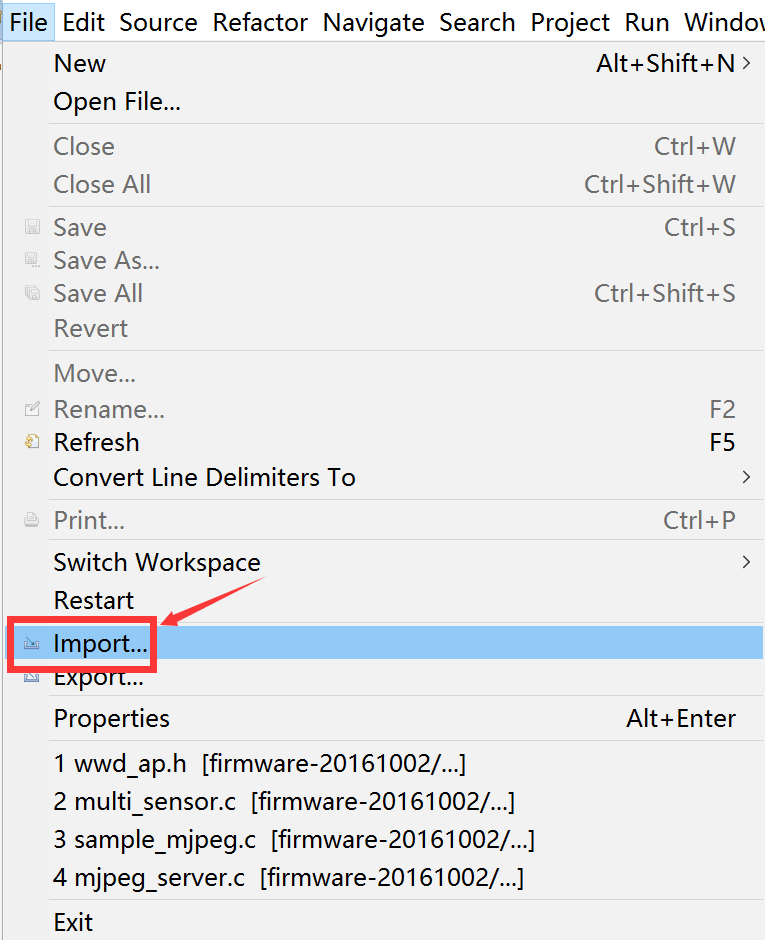 File Edit Source Refactor Navigate Search Project Run Window
New Alt+Shift+N
Open File...
Close Ctrl+W
Close All Ctrl+Shift+W
Save Ctrl+S
Save As...
Save All Ctrl+Shift+S
Revert
Move...
Rename... F2
Refresh F5
Convert Line Delimiters To
Print... Ctrl+P
Switch Workspace
Restart
Import...
Export...
Properties Alt+Enter
1 wwd_ap.h [firmware-20161002/...]
2 multi_sensor.c [firmware-20161002/...]
3 sample_mjpeg.c [firmware-20161002/...]
4 mjpeg_server.c [firmware-20161002/...]
Exit